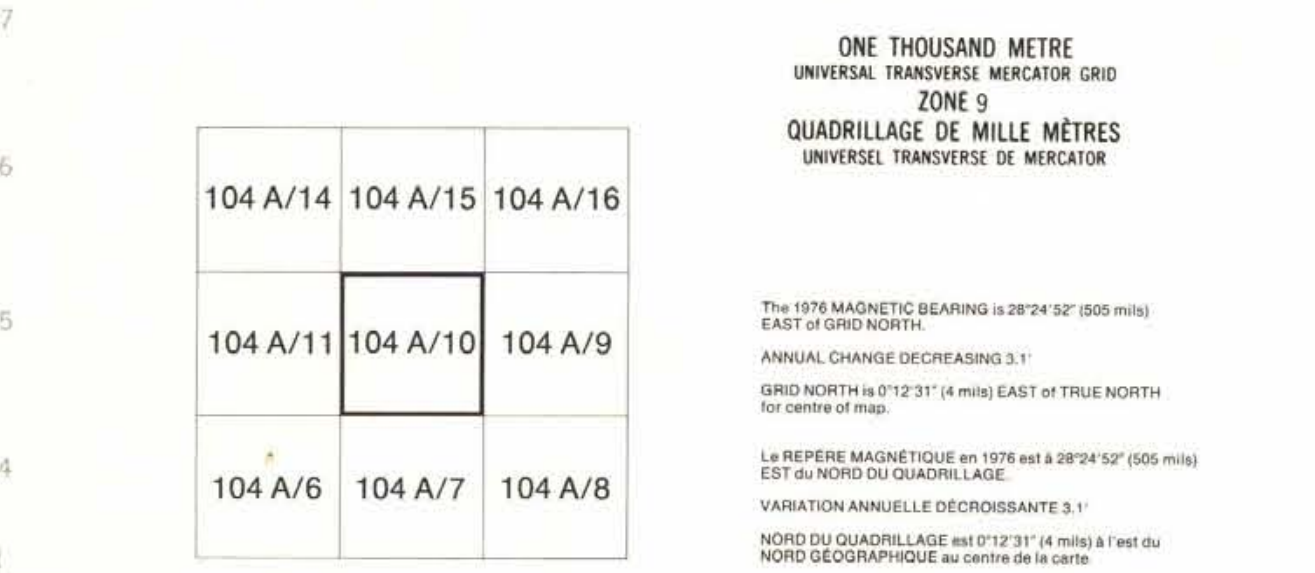 7
6
5
4
104 A/14 104 A/15 104 A/16
104 A/11 104 A/10 104 A/9
104 A/6 104 A/7 104 A/8
ONE THOUSAND METRE
UNIVERSAL TRANSVERSE MERCATOR GRID
ZONE 9
QUADRILLAGE DE MILLE MÈTRES
UNIVERSEL TRANSVERSE DE MERCATOR
The 1976 MAGNETIC BEARING is 28°24'52" (505 mils)
EAST of GRID NORTH.
ANNUAL CHANGE DECREASING 3.1'
GRID NORTH is 0°12'31" (4 mils) EAST of TRUE NORTH
for centre of map.
Le REPÈRE MAGNÉTIQUE en 1976 est à 28°24'52" (505 mils)
EST du NORD DU QUADRILLAGE.
VARIATION ANNUELLE DÉCROISSANTE 3.1'
NORD DU QUADRILLAGE est 0°12'31" (4 mils) à l'est du
NORD GÉOGRAPHIQUE au centre de la carte